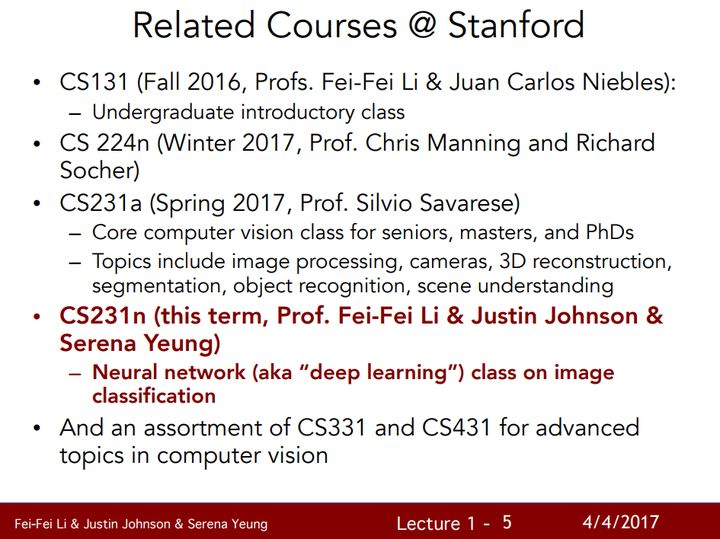 Related Courses @ Stanford
• CS131 (Fall 2016, Profs. Fei-Fei Li & Juan Carlos Niebles):
– Undergraduate introductory class
• CS 224n (Winter 2017, Prof. Chris Manning and Richard
Socher)
• CS231a (Spring 2017, Prof. Silvio Savarese)
– Core computer vision class for seniors, masters, and PhDs
– Topics include image processing, cameras, 3D reconstruction,
segmentation, object recognition, scene understanding
• CS231n (this term, Prof. Fei-Fei Li & Justin Johnson &
Serena Yeung)
– Neural network (aka “deep learning”) class on image
classification
• And an assortment of CS331 and CS431 for advanced
topics in computer vision
Fei-Fei Li & Justin Johnson & Serena Yeung Lecture 1 - 5 4/4/2017